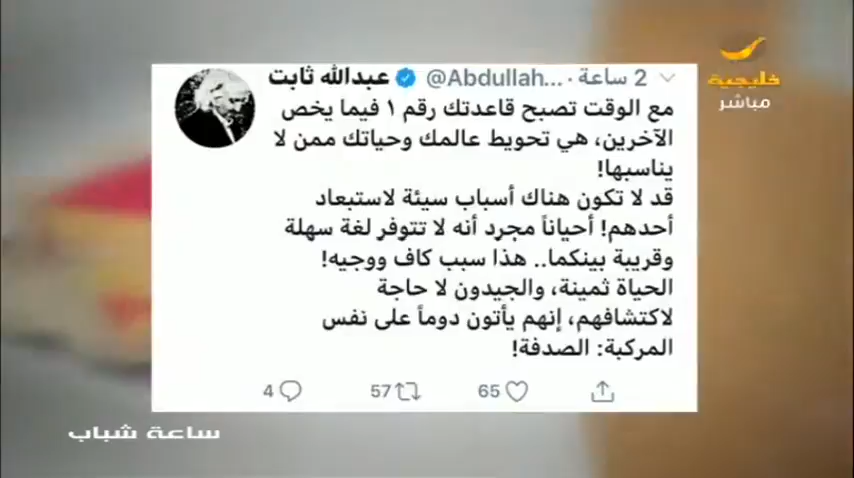 عبدالله ثابت @Abdullah... · 2 ساعة
مع الوقت تصبح قاعدتك رقم ١ فيما يخص
الآخرين، هي تحويط عالمك وحياتك ممن لا
يناسبها!
قد لا تكون هناك أسباب سيئة لاستبعاد
أحدهم! أحياناً مجرد أنه لا تتوفر لغة سهلة
وقريبة بينكما.. هذا سبب كاف ووجيه!
الحياة ثمينة، والجيدون لا حاجة
لاكتشافهم، إنهم يأتون دوماً على نفس
المركبة: الصدفة!
4 57 65
خليجية
مباشر
ساعة شباب